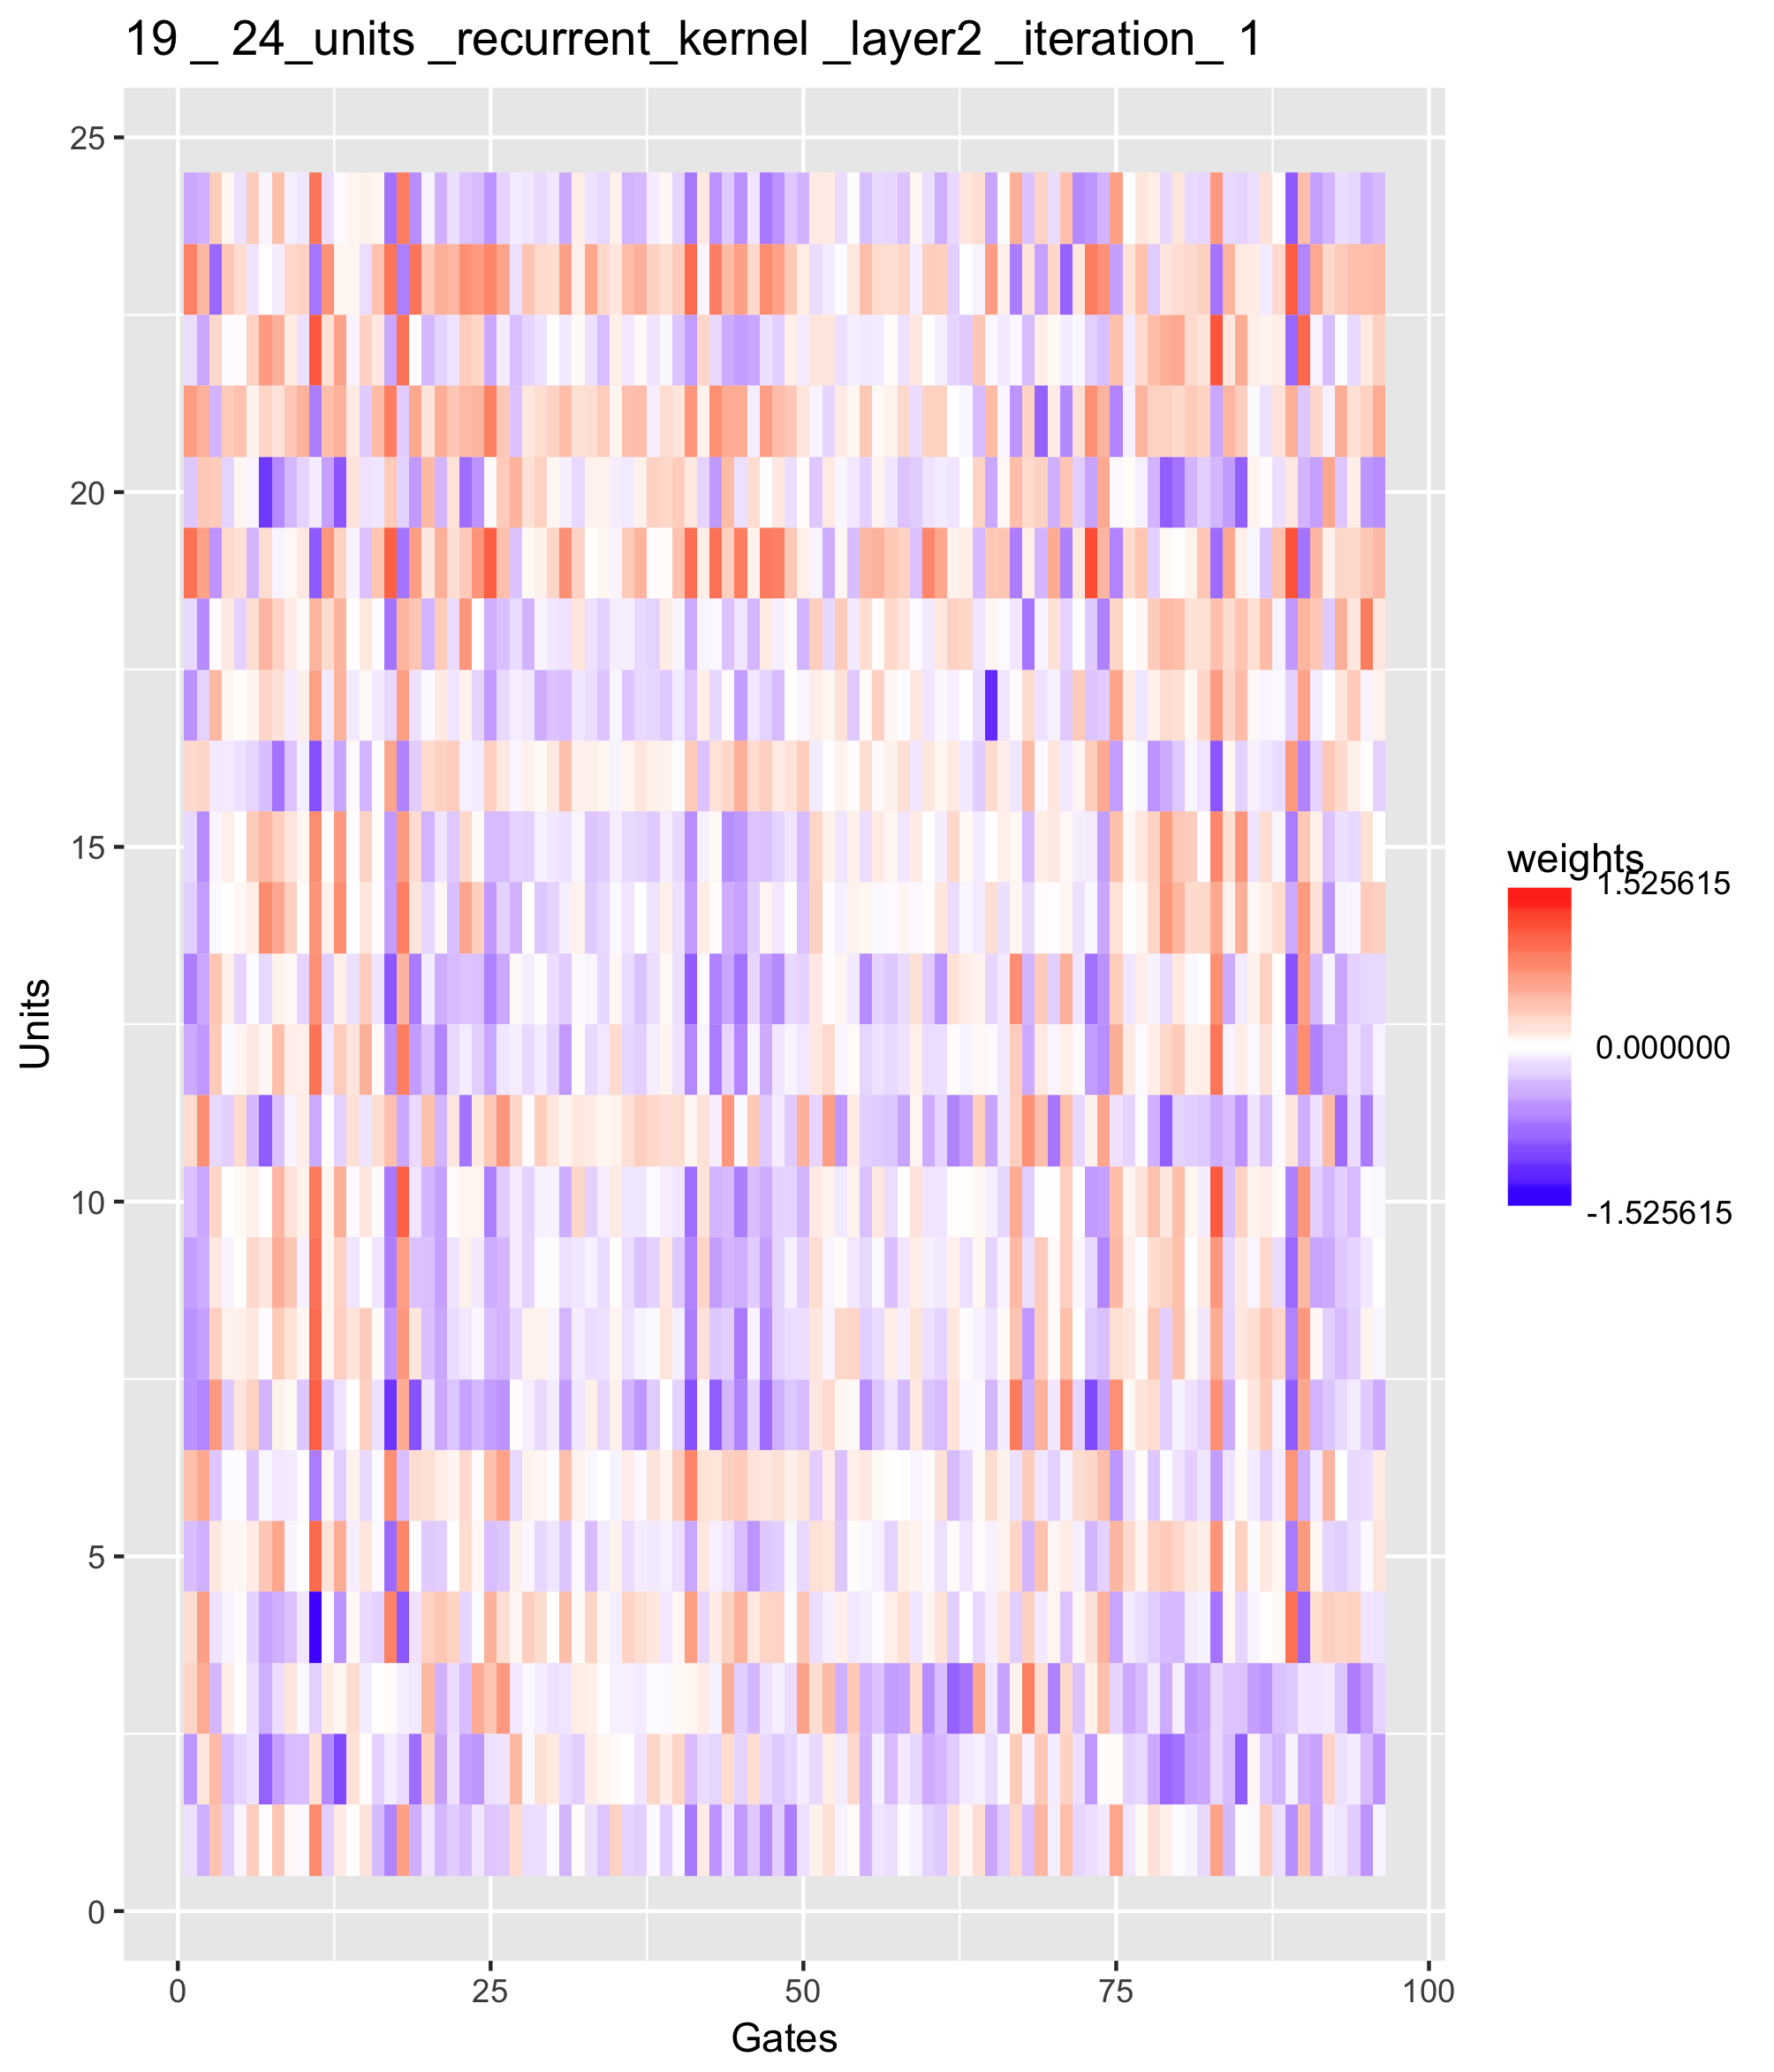 19 _ 24_units _recurrent_kernel _layer2 _iteration_ 1
25
20
15
10
5
0
Units
0 25 50 75 100
Gates
weights
1.525615
0.000000
-1.525615